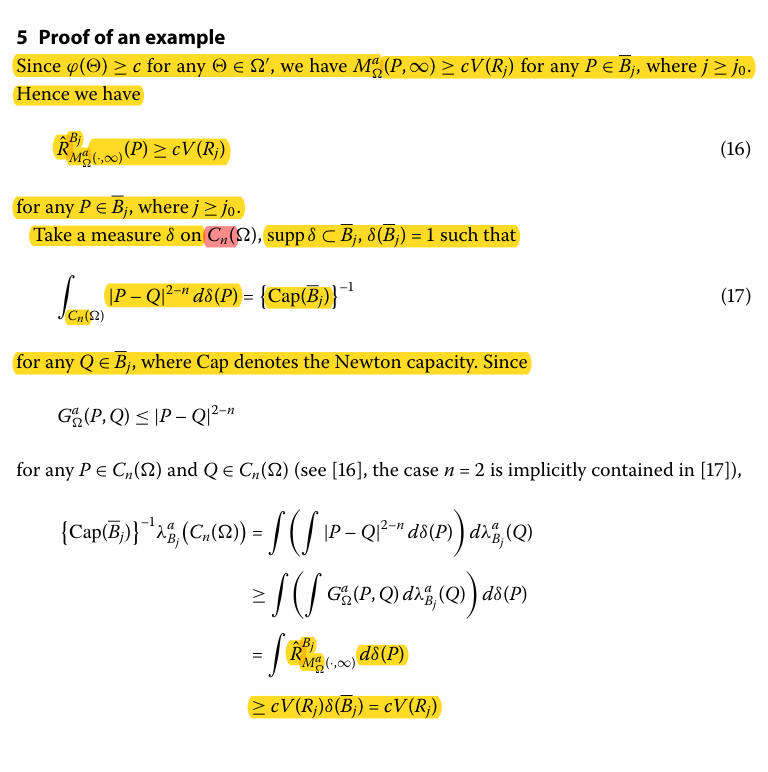 5 Proof of an example
Since φ(Θ) ≥ c for any Θ ∈ Ω′, we have M^a_Ω(P, ∞) ≥ cV(R_j) for any P ∈ B̅_j, where j ≥ j_0.
Hence we have
R̂^{B_j}_{M^a_Ω(·,∞)}(P) ≥ cV(R_j) (16)
for any P ∈ B̅_j, where j ≥ j_0.
Take a measure δ on C_n(Ω), supp δ ⊂ B̅_j, δ(B̅_j) = 1 such that
∫_{C_n(Ω)} |P – Q|^{2–n} dδ(P) = {Cap(B̅_j)}^{–1} (17)
for any Q ∈ B̅_j, where Cap denotes the Newton capacity. Since
G^a_Ω(P, Q) ≤ |P – Q|^{2–n}
for any P ∈ C_n(Ω) and Q ∈ C_n(Ω) (see [16], the case n = 2 is implicitly contained in [17]),
{Cap(B̅_j)}^{–1} λ^a_{B_j}(C_n(Ω)) = ∫(∫ |P – Q|^{2–n} dδ(P)) dλ^a_{B_j}(Q)
≥ ∫(∫ G^a_Ω(P, Q) dλ^a_{B_j}(Q)) dδ(P)
= ∫ R̂^{B_j}_{M^a_Ω(·,∞)} dδ(P)
≥ cV(R_j)δ(B̅_j) = cV(R_j)